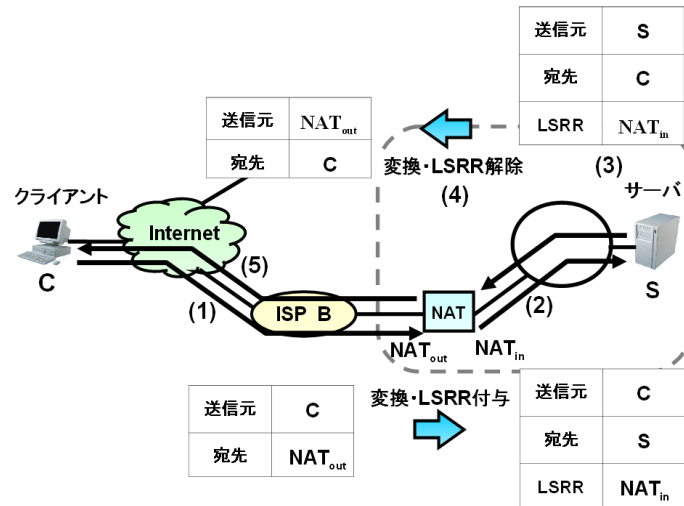 送信元 S
宛先 C
LSRR NATin
(3)
送信元 NATout
宛先 C
変換・LSRR解除
(4)
クライアント
サーバ
Internet
C
S
(5)
(1)
(2)
ISP B
NAT
NATout
NATin
変換・LSRR付与
送信元 C
宛先 NATout
送信元 C
宛先 S
LSRR NATin